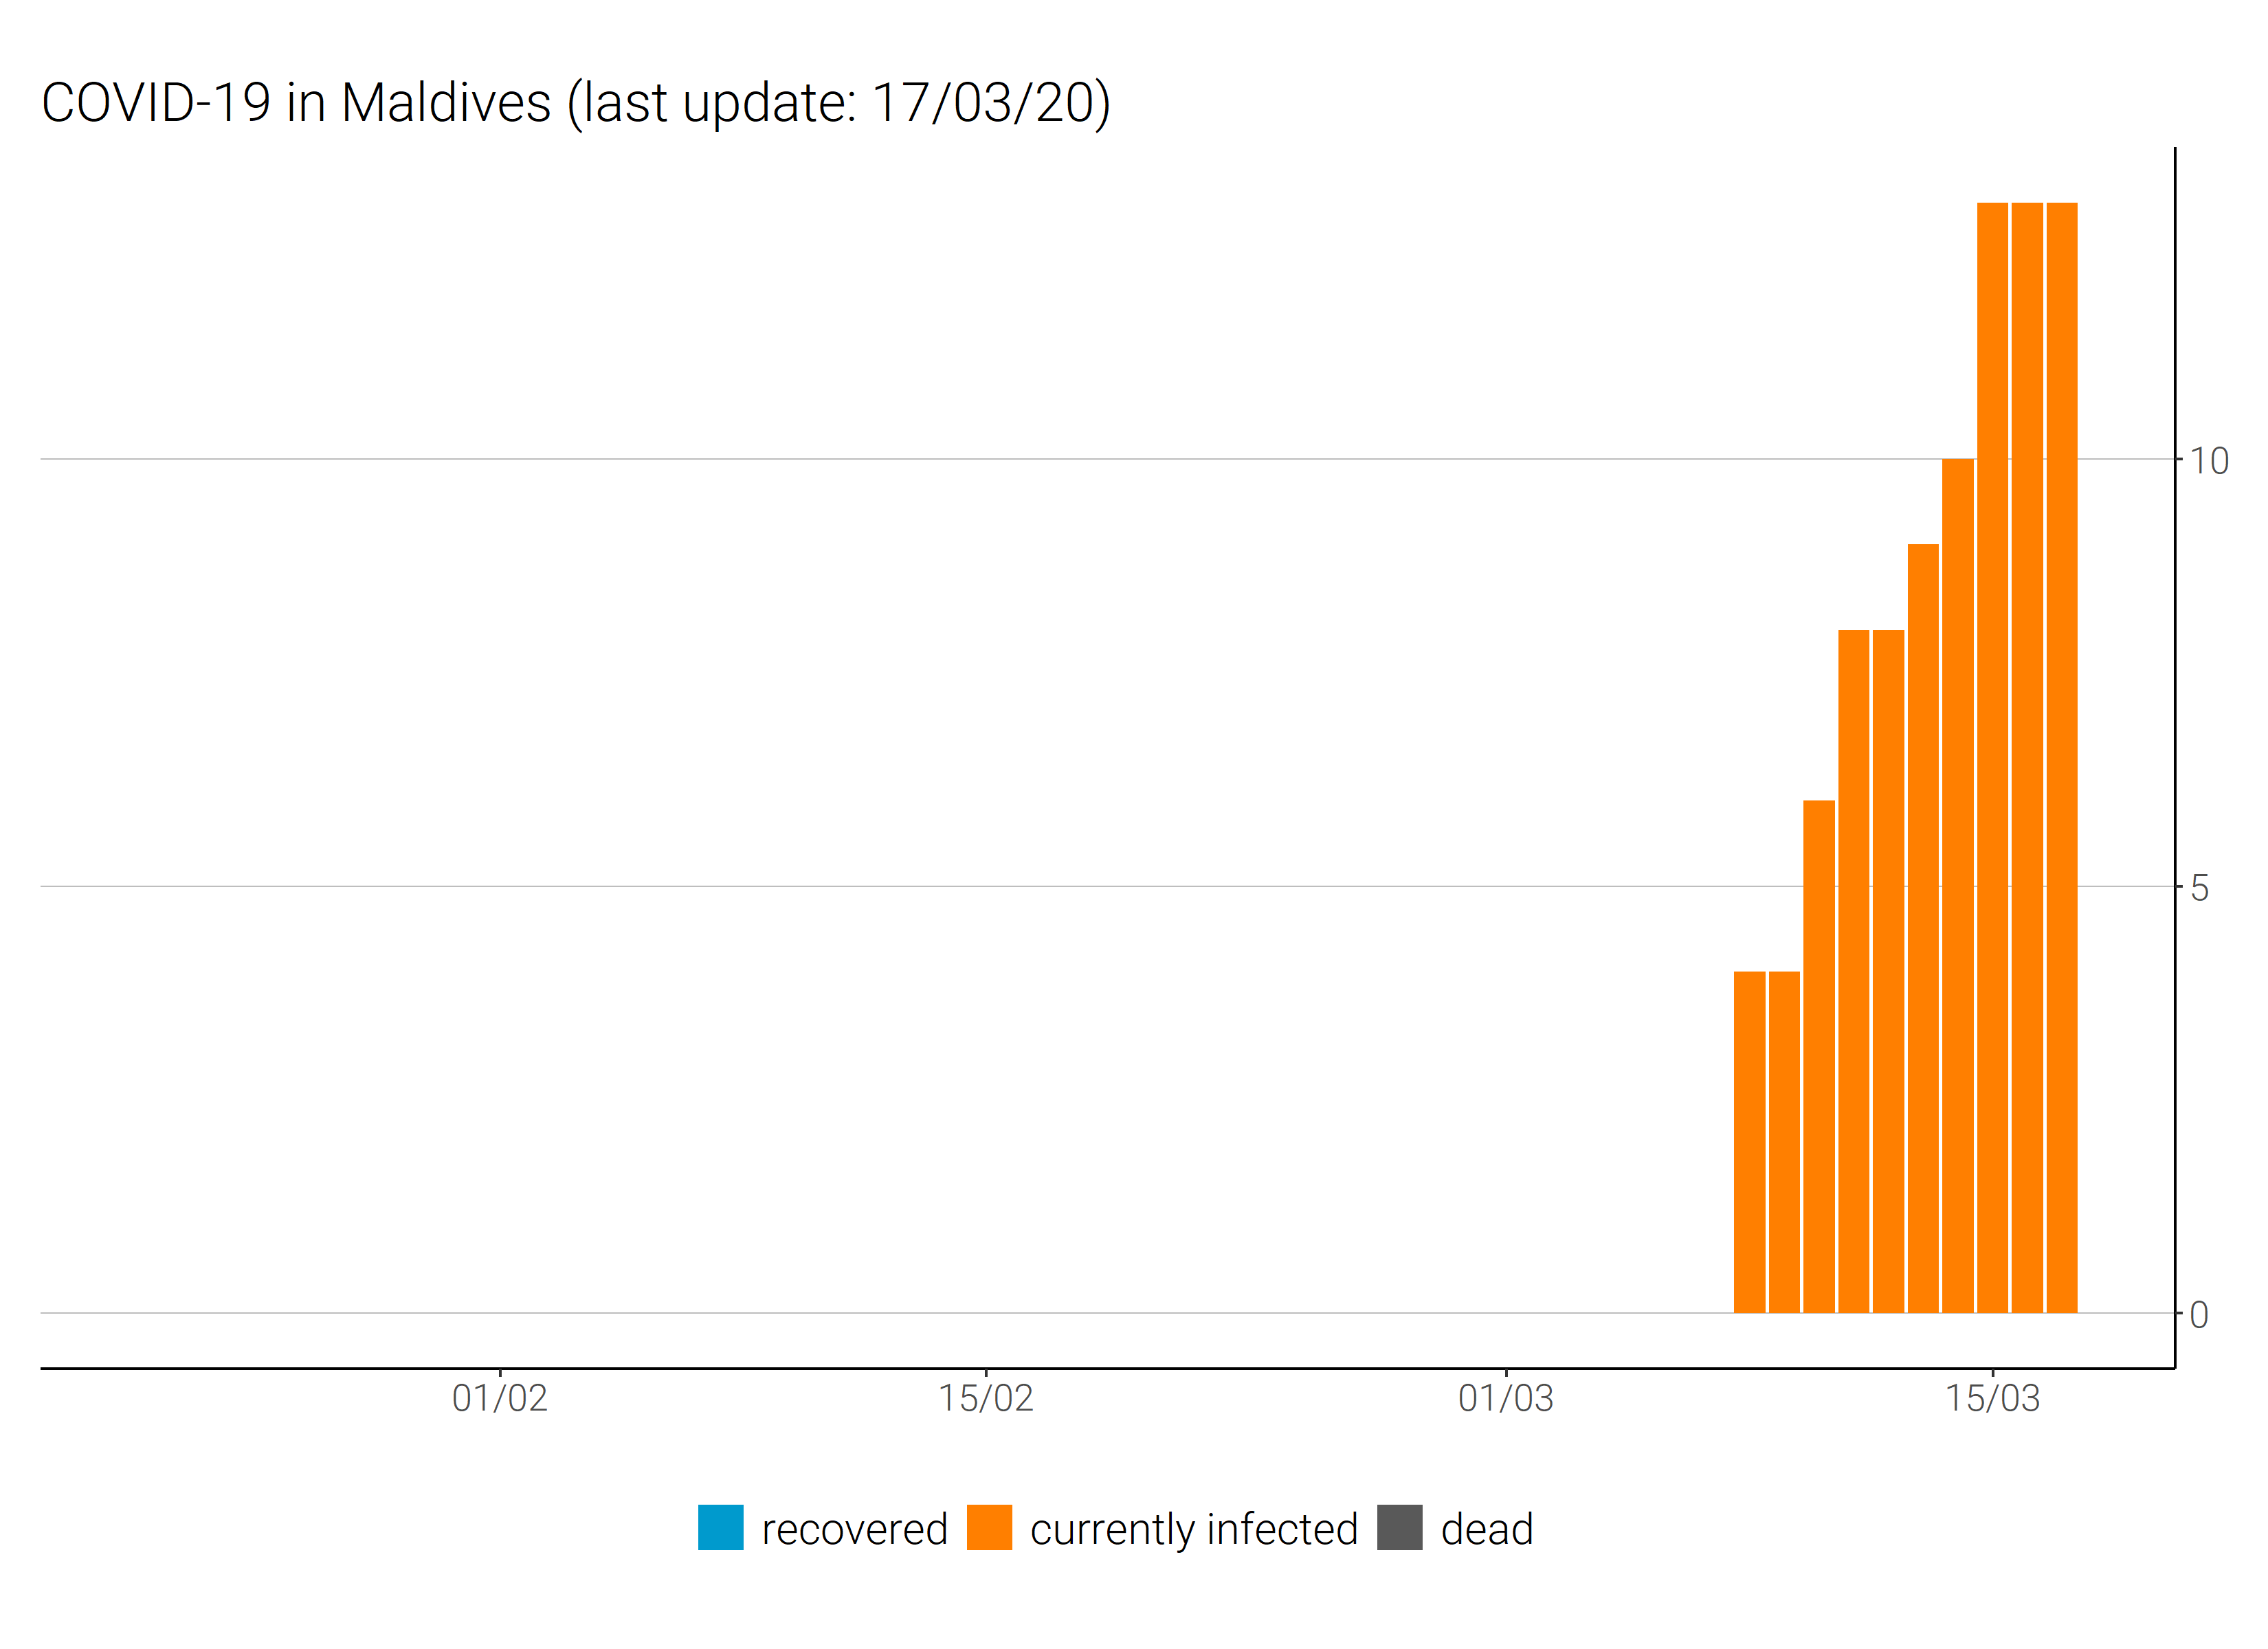 COVID-19 in Maldives (last update: 17/03/20)
10
5
0
01/02 15/02 01/03 15/03
recovered currently infected dead